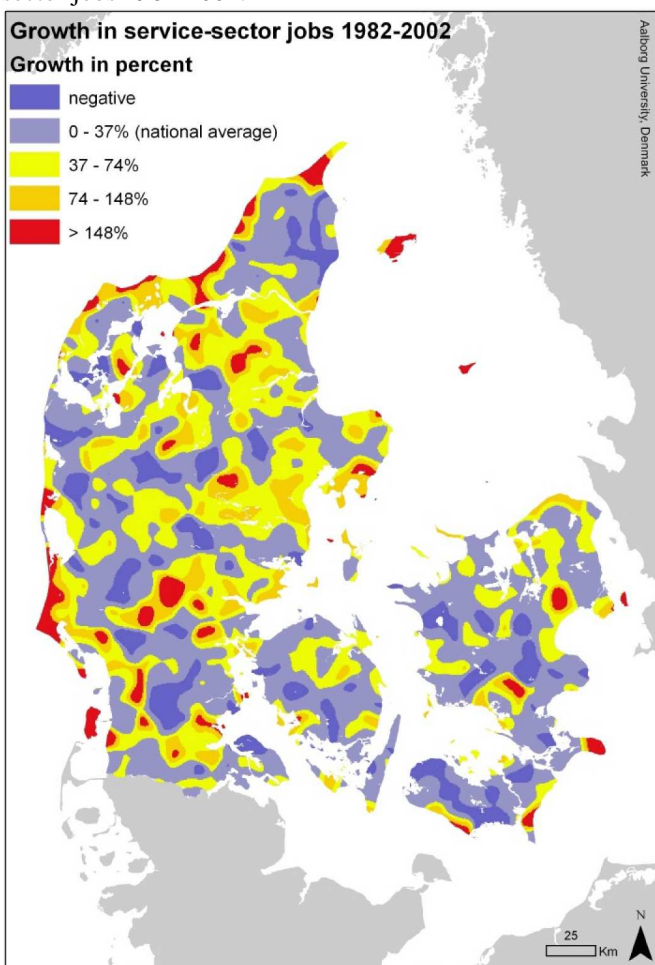 Growth in service-sector jobs 1982-2002
Growth in percent
negative
0 - 37% (national average)
37 - 74%
74 - 148%
> 148%
Aalborg University, Denmark
N
25
Km